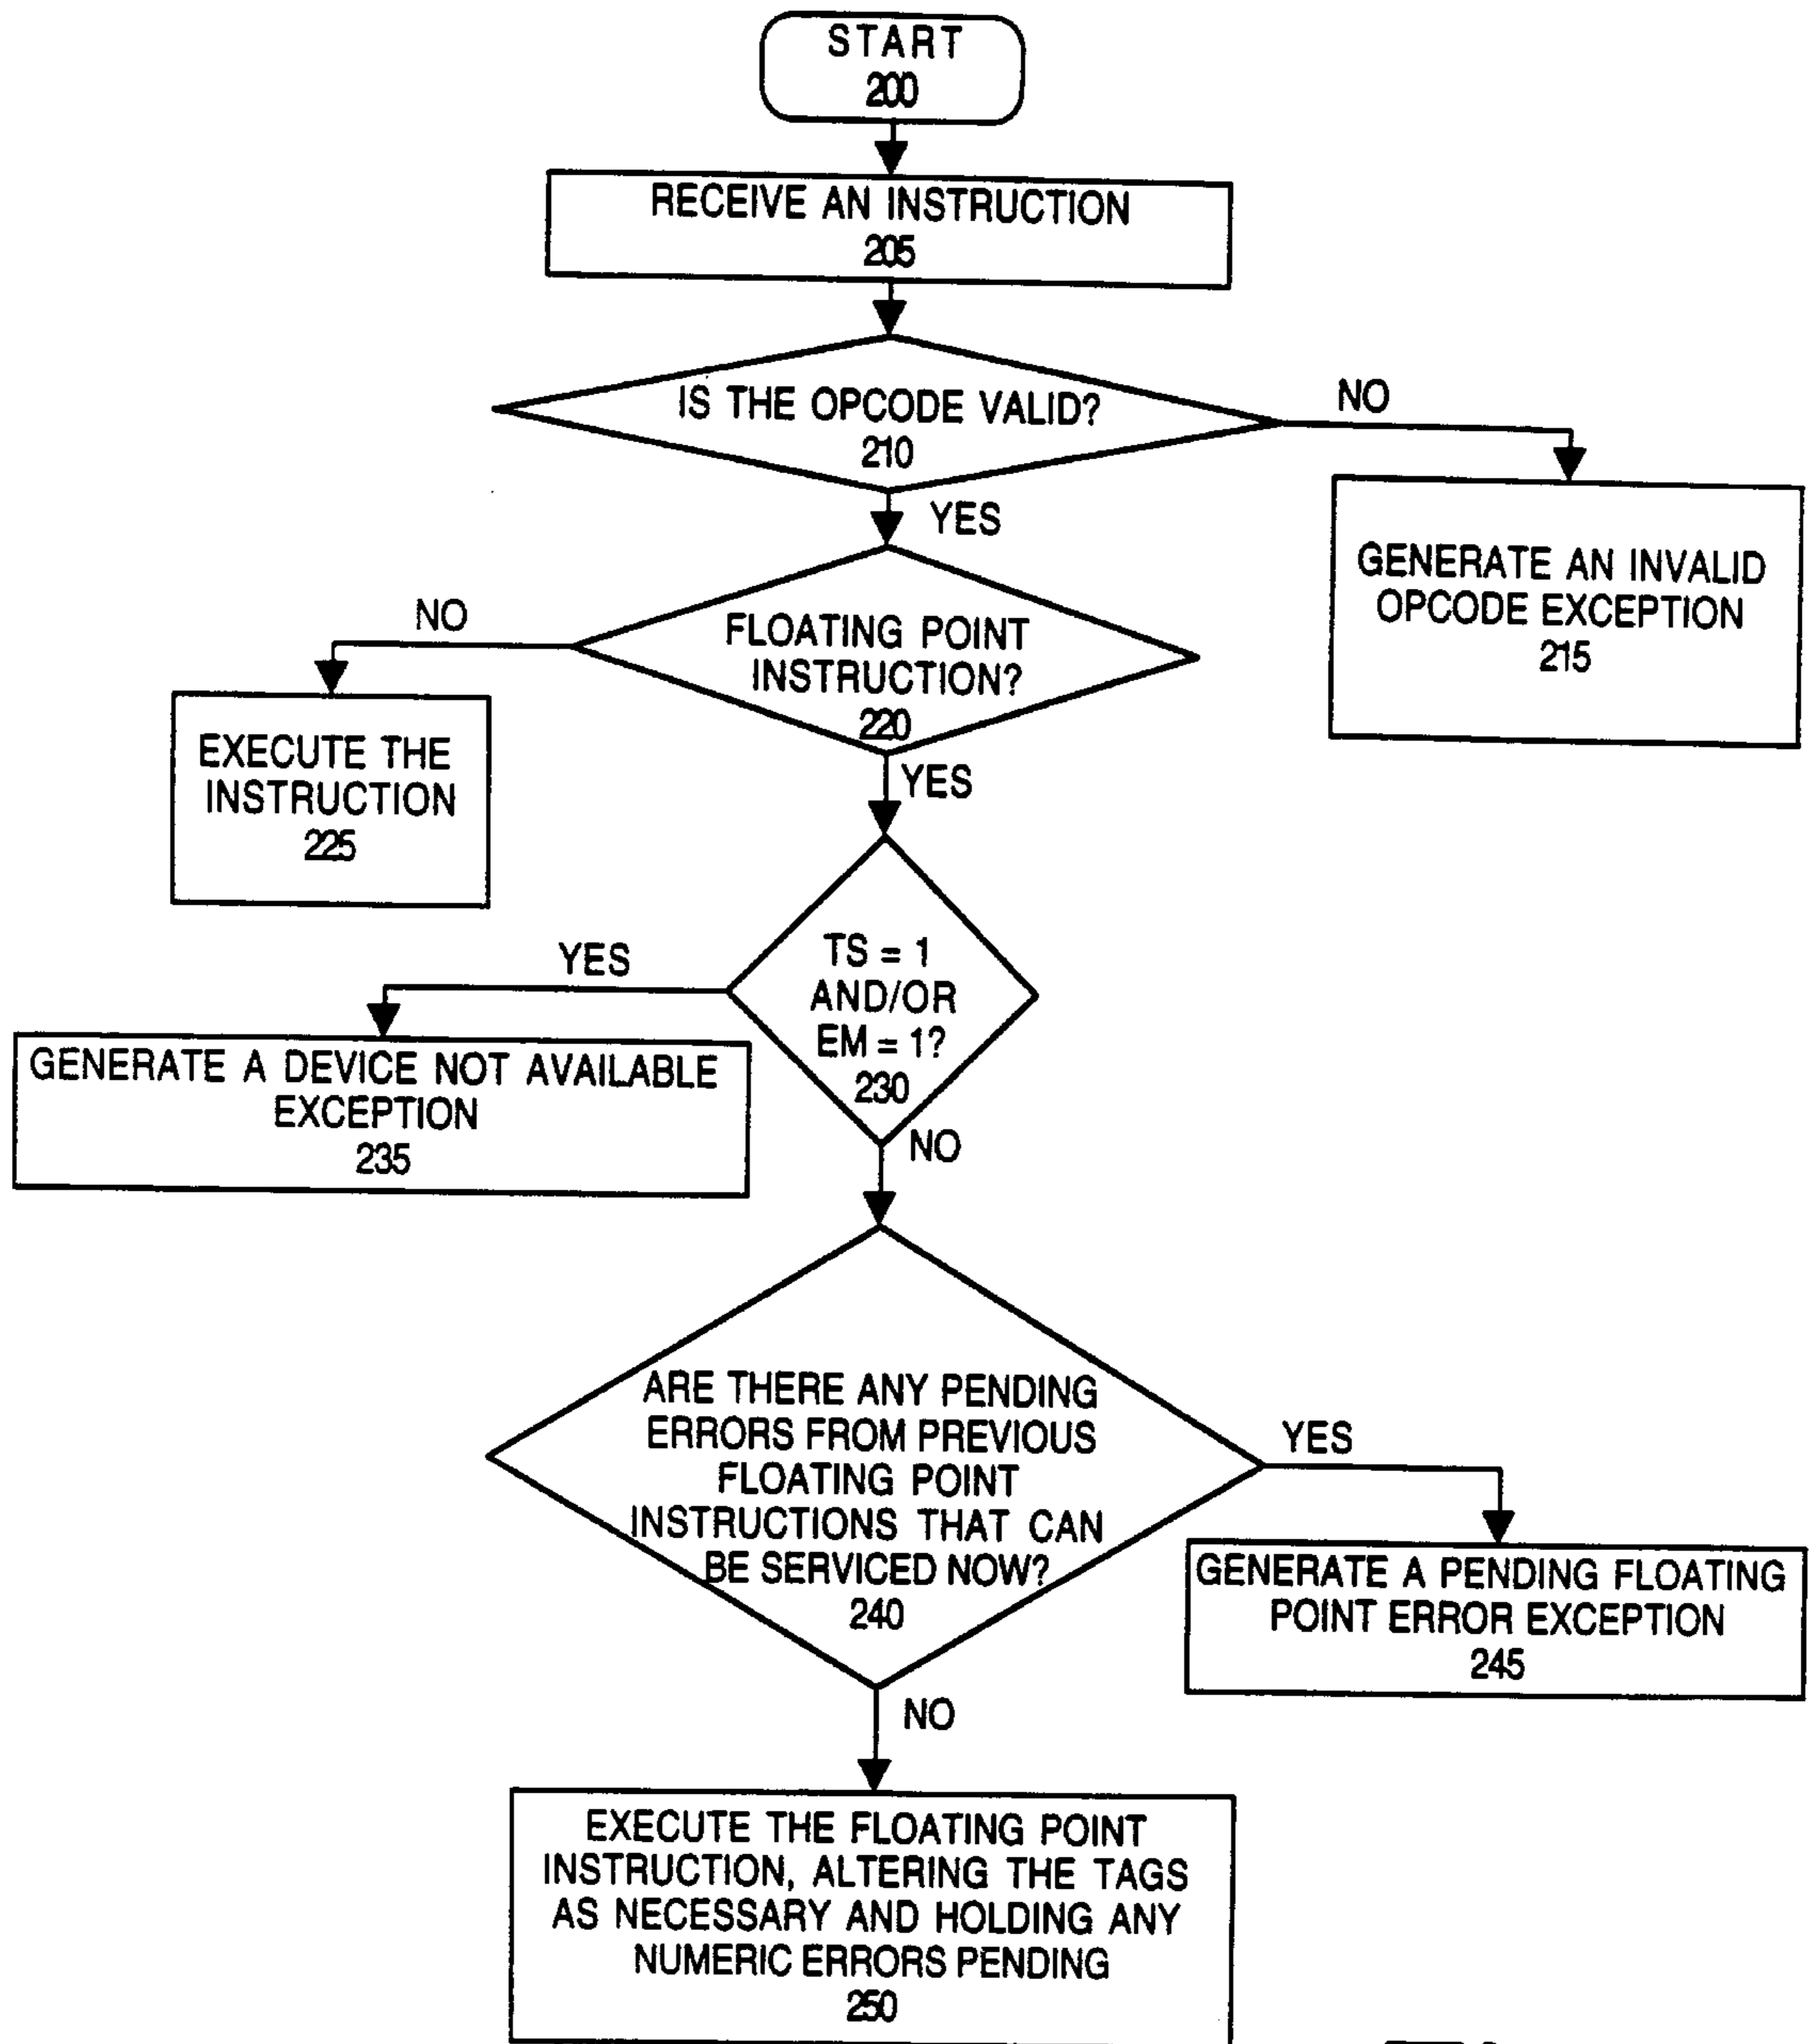 START
200
RECEIVE AN INSTRUCTION
205
IS THE OPCODE VALID?
210
NO
YES
GENERATE AN INVALID
OPCODE EXCEPTION
215
NO
FLOATING POINT
INSTRUCTION?
220
YES
EXECUTE THE
INSTRUCTION
225
YES
TS = 1
AND/OR
EM = 1?
230
NO
GENERATE A DEVICE NOT AVAILABLE
EXCEPTION
235
ARE THERE ANY PENDING
ERRORS FROM PREVIOUS
FLOATING POINT
INSTRUCTIONS THAT CAN
BE SERVICED NOW?
240
YES
NO
GENERATE A PENDING FLOATING
POINT ERROR EXCEPTION
245
EXECUTE THE FLOATING POINT
INSTRUCTION, ALTERING THE TAGS
AS NECESSARY AND HOLDING ANY
NUMERIC ERRORS PENDING
250